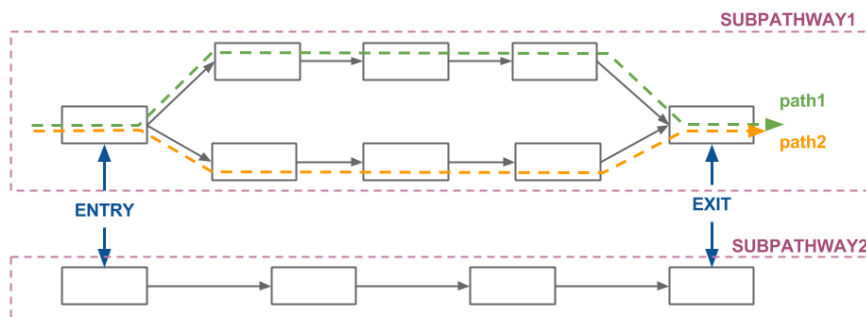 SUBPATHWAY1
path1
path2
ENTRY
EXIT
SUBPATHWAY2